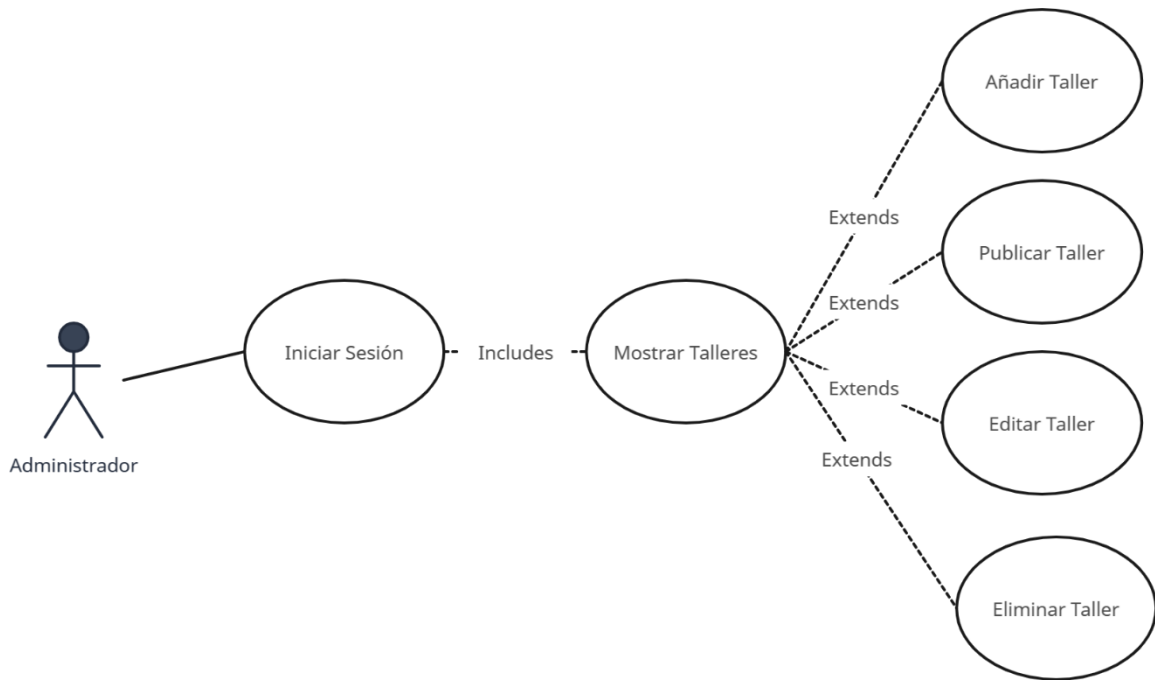 Añadir Taller
Extends
Publicar Taller
Extends
Iniciar Sesión
Includes
Mostrar Talleres
Extends
Editar Taller
Extends
Administrador
Eliminar Taller